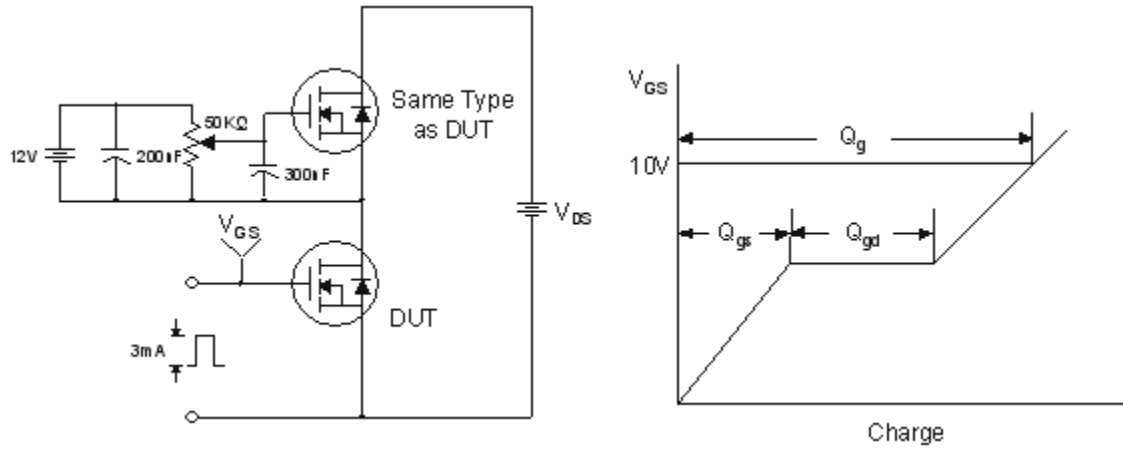 Same Type
as DUT
50KΩ
12V
200nF
300nF
V_GS
V_DS
DUT
3mA
V_GS
Q_g
10V
Q_gs
Q_gd
Charge